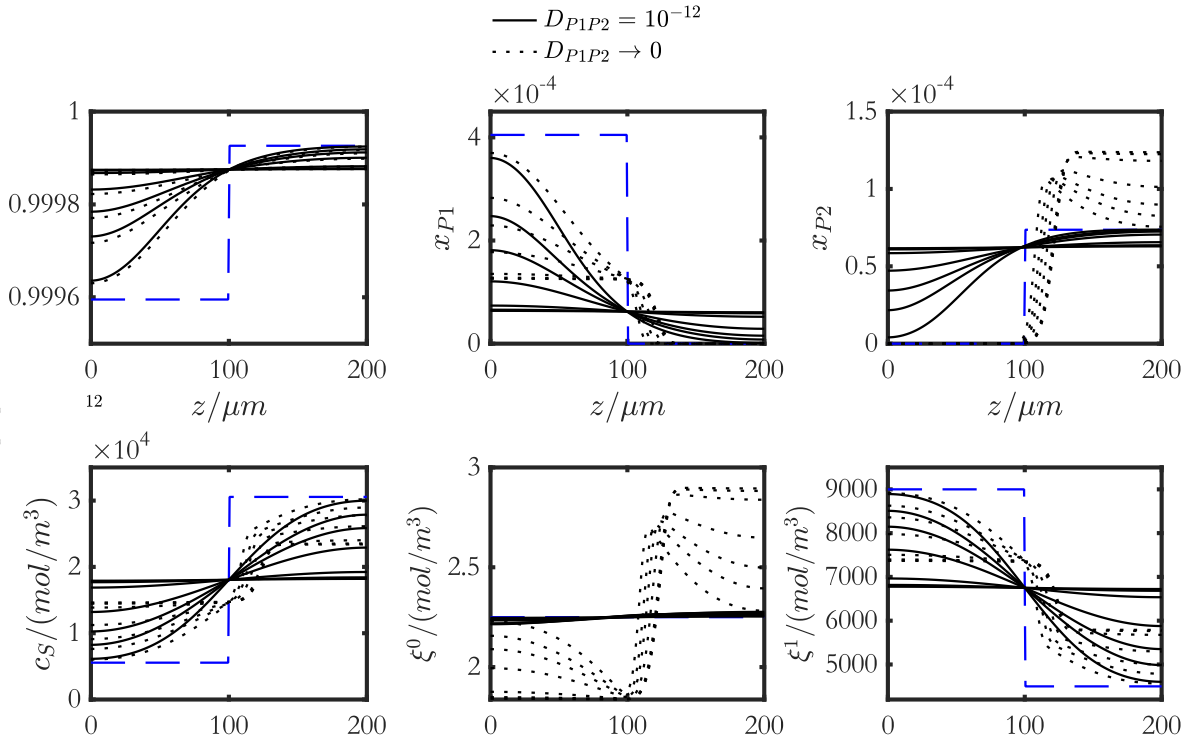 D_{P1P2} = 10^{-12}
D_{P1P2} → 0
×10^{-4}
×10^{-4}
1
0.9998
0.9996
0 100 200
z/μm
x_{P1}
4
2
0
0 100 200
z/μm
x_{P2}
1.5
1
0.5
0
0 100 200
z/μm
12
×10^4
c_S/(mol/m^3)
3
2
1
0
0 100 200
ξ^0/(mol/m^3)
3
2.5
2
0 100 200
ξ^1/(mol/m^3)
9000
8000
7000
6000
5000
0 100 200